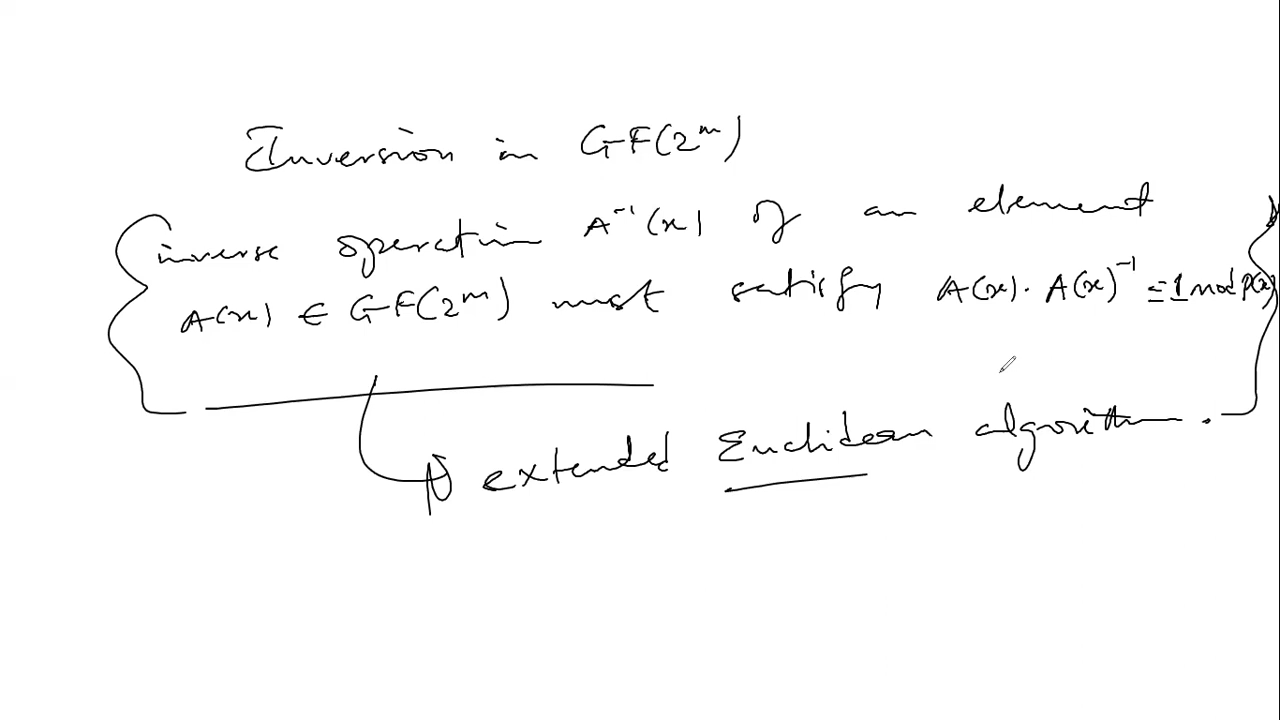 Inversion in GF(2^m)
inverse operation A^-1(x) of an element
A(x) ∈ GF(2^m) must satisfy A(x) · A(x)^-1 = 1 mod P(x)
extended Euclidean algorithm .